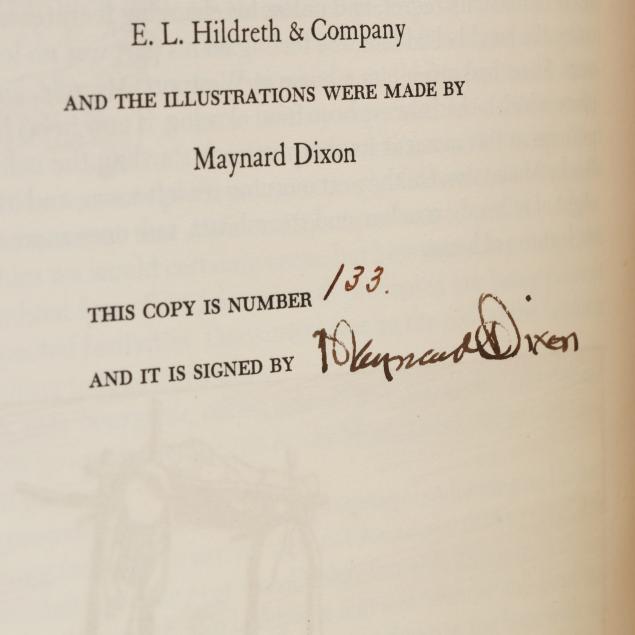 E. L. Hildreth & Company
AND THE ILLUSTRATIONS WERE MADE BY
Maynard Dixon
THIS COPY IS NUMBER 133.
AND IT IS SIGNED BY Maynard Dixon